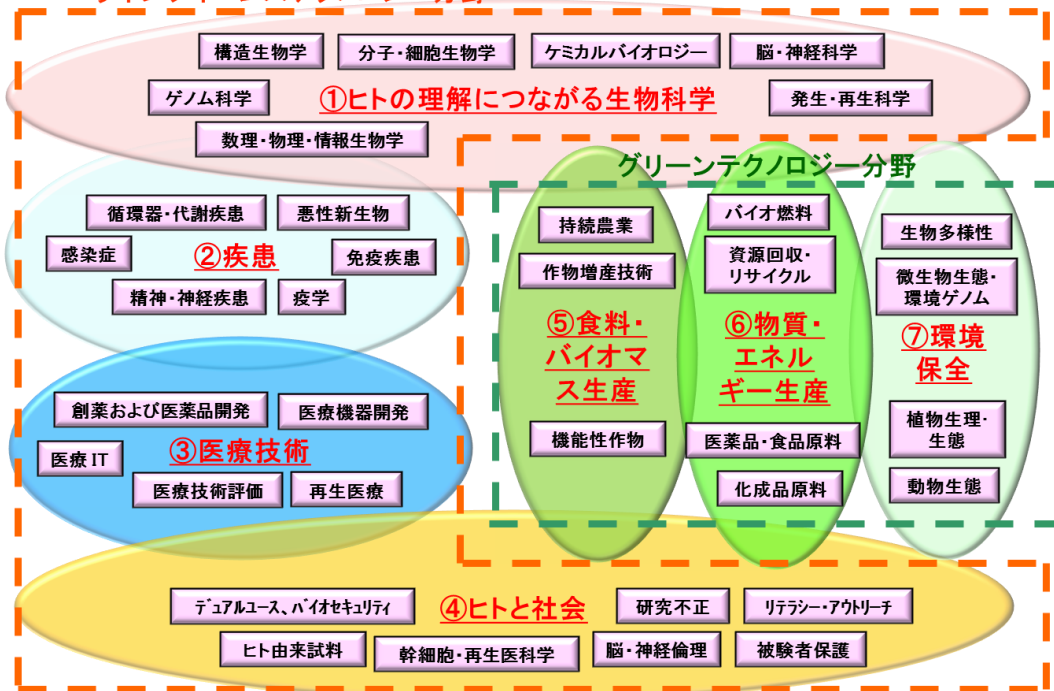 構造生物学
分子・細胞生物学
ケミカルバイオロジー
脳・神経科学
ゲノム科学
①ヒトの理解につながる生物科学
発生・再生科学
数理・物理・情報生物学
グリーンテクノロジー分野
循環器・代謝疾患
悪性新生物
感染症
②疾患
免疫疾患
精神・神経疾患
疫学
持続農業
作物増産技術
⑤食料・
バイオマ
ス生産
機能性作物
バイオ燃料
資源回収・
リサイクル
⑥物質・
エネル
ギー生産
医薬品・食品原料
化成品原料
生物多様性
微生物生態・
環境ゲノム
⑦環境
保全
植物生理・
生態
動物生態
創薬および医薬品開発
医療機器開発
医療IT
③医療技術
医療技術評価
再生医療
デュアルユース、バイオセキュリティ
④ヒトと社会
研究不正
リテラシー・アウトリーチ
ヒト由来試料
幹細胞・再生医科学
脳・神経倫理
被験者保護